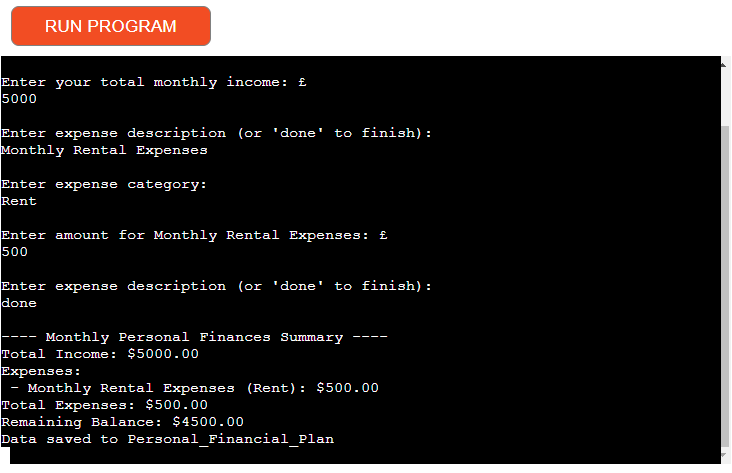 RUN PROGRAM
Enter your total monthly income: £
5000
Enter expense description (or 'done' to finish):
Monthly Rental Expenses
Enter expense category:
Rent
Enter amount for Monthly Rental Expenses: £
500
Enter expense description (or 'done' to finish):
done
---- Monthly Personal Finances Summary ----
Total Income: $5000.00
Expenses:
- Monthly Rental Expenses (Rent): $500.00
Total Expenses: $500.00
Remaining Balance: $4500.00
Data saved to Personal_Financial_Plan